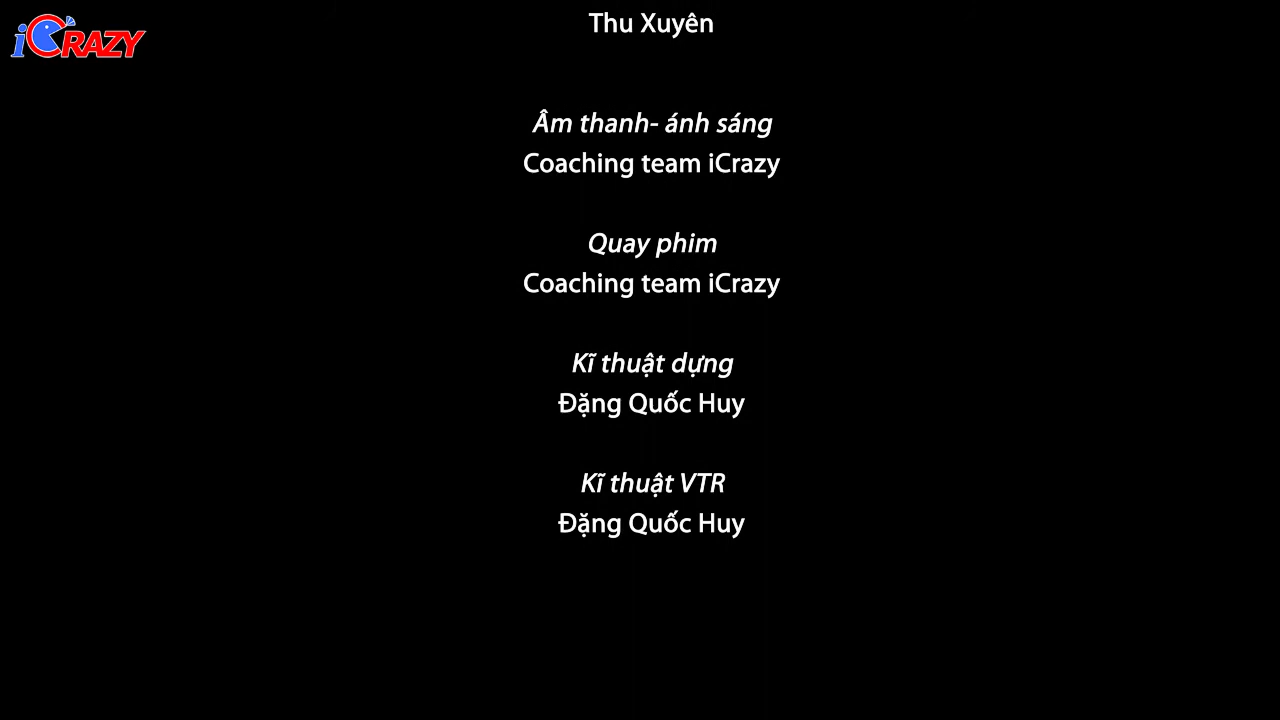 iCRAZY
Thu Xuyên
Âm thanh- ánh sáng
Coaching team iCrazy
Quay phim
Coaching team iCrazy
Kĩ thuật dựng
Đặng Quốc Huy
Kĩ thuật VTR
Đặng Quốc Huy